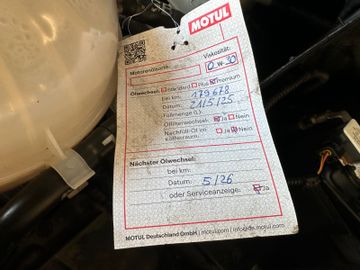 MOTUL
Motorenölsorte: Viskosität:
0 W-30
Ölwechsel: Standard Plus Premium
bei km: 179678
Datum: 21/5/25
Füllmenge (L):
Ölfilterwechsel: Ja Nein
Nachfüll-Öl im Ja Nein
Kofferraum:
Nächster Ölwechsel:
bei km:
Datum: 5/26
oder Serviceanzeige: Ja
MOTUL Deutschland GmbH | motul.com | info@de.motul.com